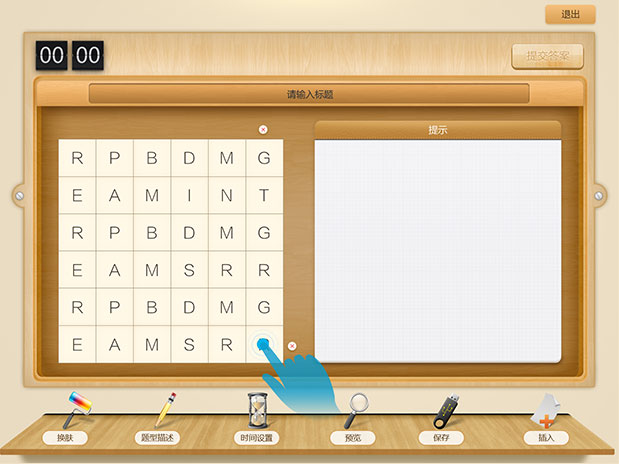 退出
00 00
提交答案
请输入标题
提示
R P B D M G
E A M I N T
R P B D M G
E A M S R R
R P B D M G
E A M S R
换肤
题型描述
时间设置
预览
保存
插入